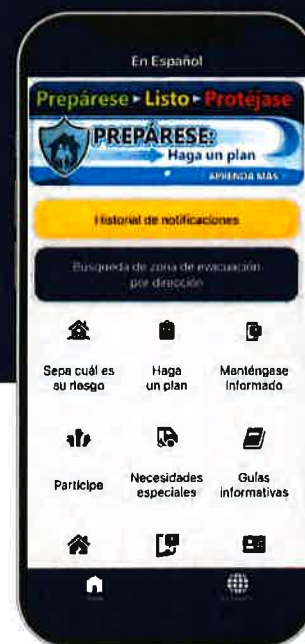 En Español
Prepárese ▸ Listo ▸ Protéjase
PREPÁRESE:
Haga un plan
APRENDA MÁS
Historial de notificaciones
Búsqueda de zona de evacuación
por dirección
Sepa cuál es
su riesgo
Haga
un plan
Manténgase
informado
Participe
Necesidades
especiales
Guías
informativas